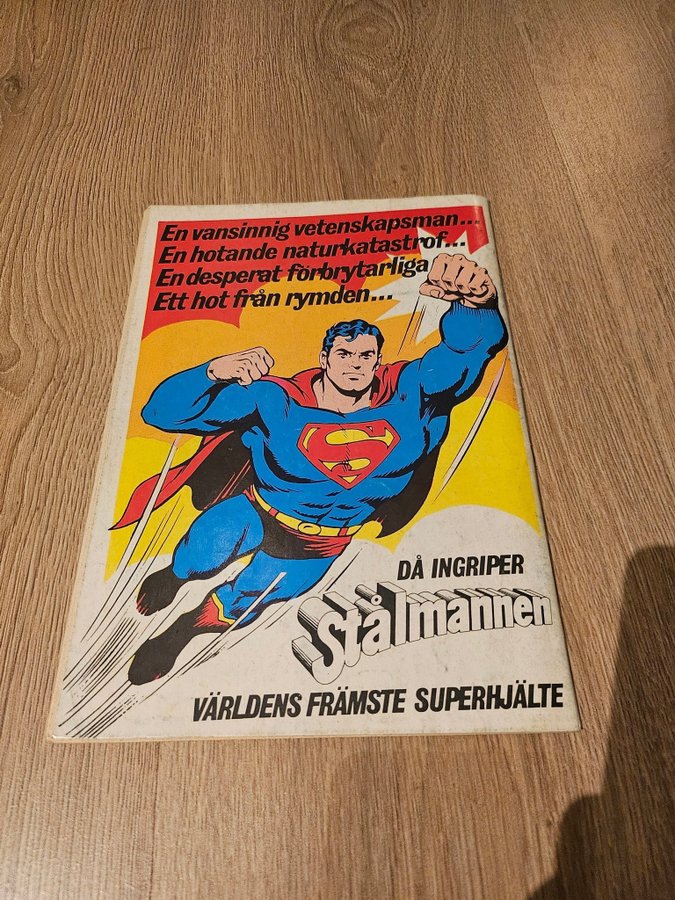 En vansinnig vetenskapsman...
En hotande naturkatastrof...
En desperat förbrytarliga
Ett hot från rymden...
S
DÅ INGRIPER
Stålmannen
VÄRLDENS FRÄMSTE SUPERHJÄLTE